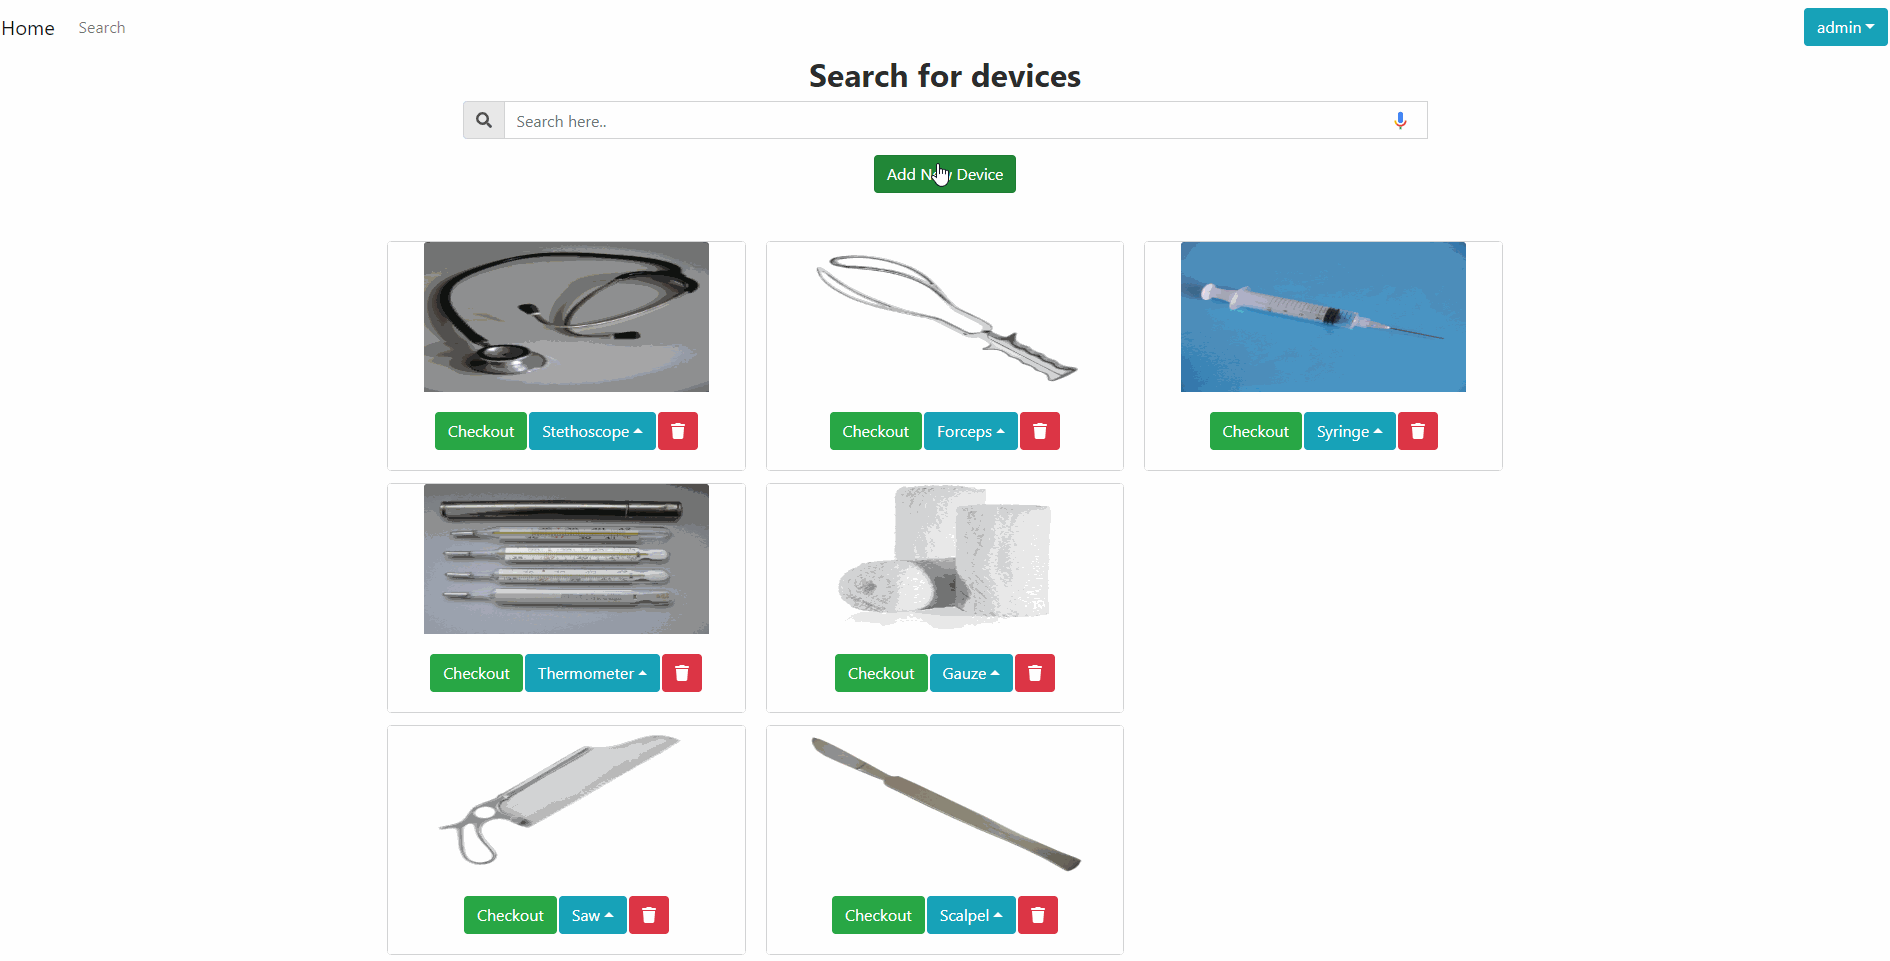 Home Search admin
Search for devices
Search here..
Add New Device
Checkout Stethoscope
Checkout Forceps
Checkout Syringe
Checkout Thermometer
Checkout Gauze
Checkout Saw
Checkout Scalpel